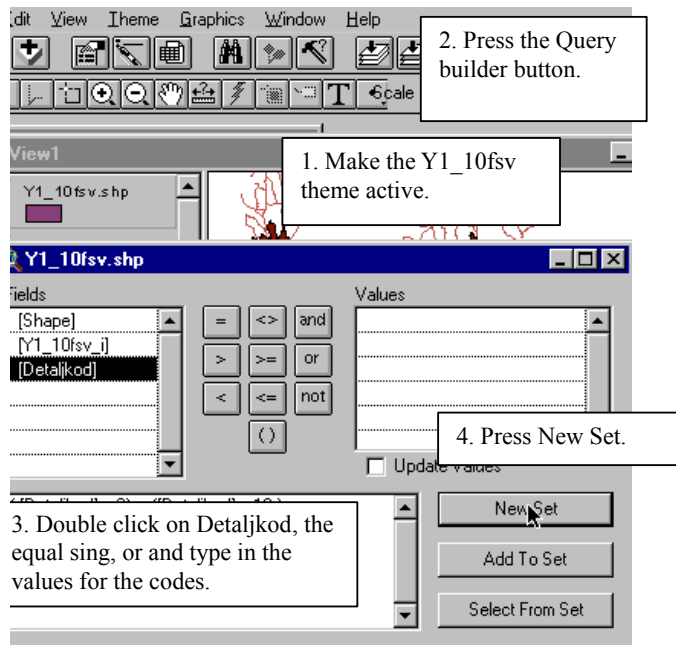 dit View Theme Graphics Window Help
2. Press the Query
builder button.
T Scale
View1
1. Make the Y1_10fsv
theme active.
Y1_10fsv.shp
Y1_10fsv.shp
Fields Values
[Shape] = <> and
[Y1_10fsv_i] > >= or
[Detaljkod] < <= not
()
4. Press New Set.
Update Values
New Set
3. Double click on Detaljkod, the
equal sing, or and type in the
values for the codes.
Add To Set
Select From Set